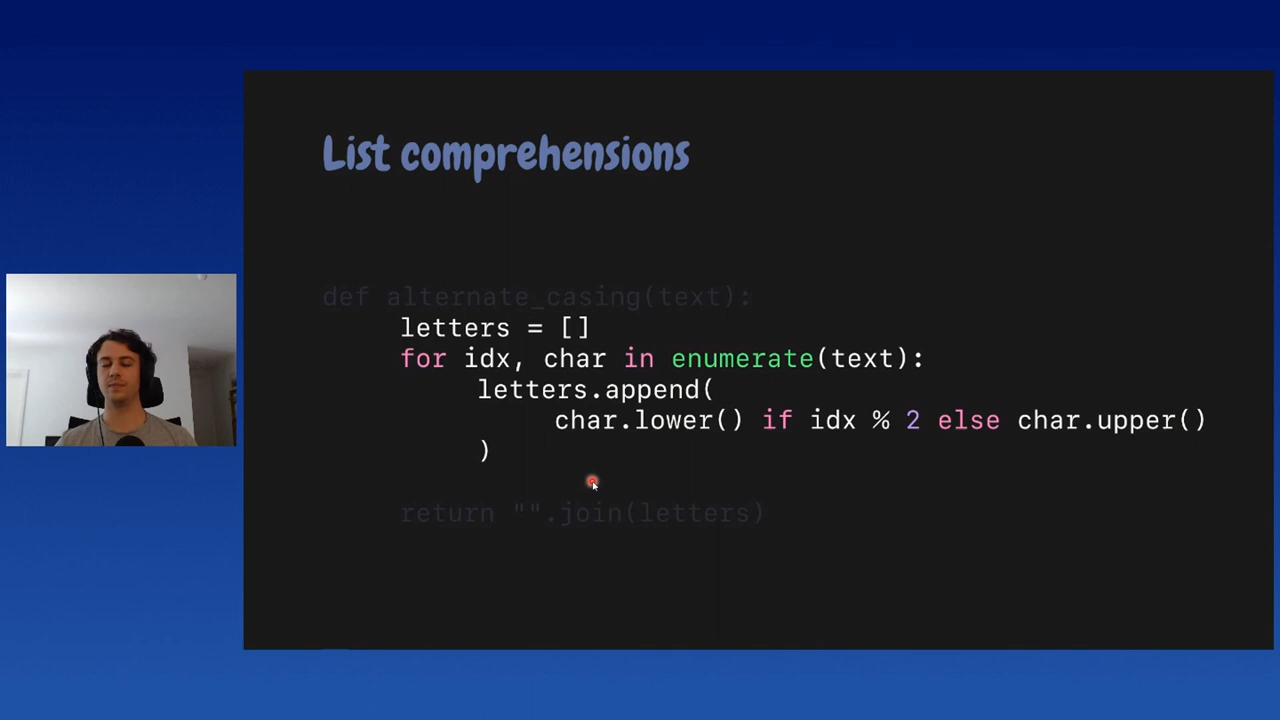 List comprehensions
def alternate_casing(text):
letters = []
for idx, char in enumerate(text):
letters.append(
char.lower() if idx % 2 else char.upper()
)
return "".join(letters)